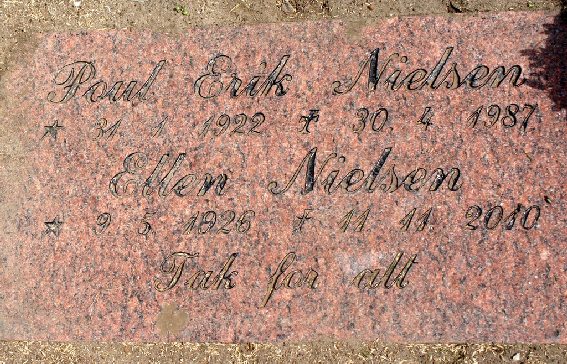 Poul Erik Nielsen
* 31. 1. 1922 † 30. 4. 1987
Ellen Nielsen
* 9. 5. 1926 † 11. 11. 2010
Tak for alt